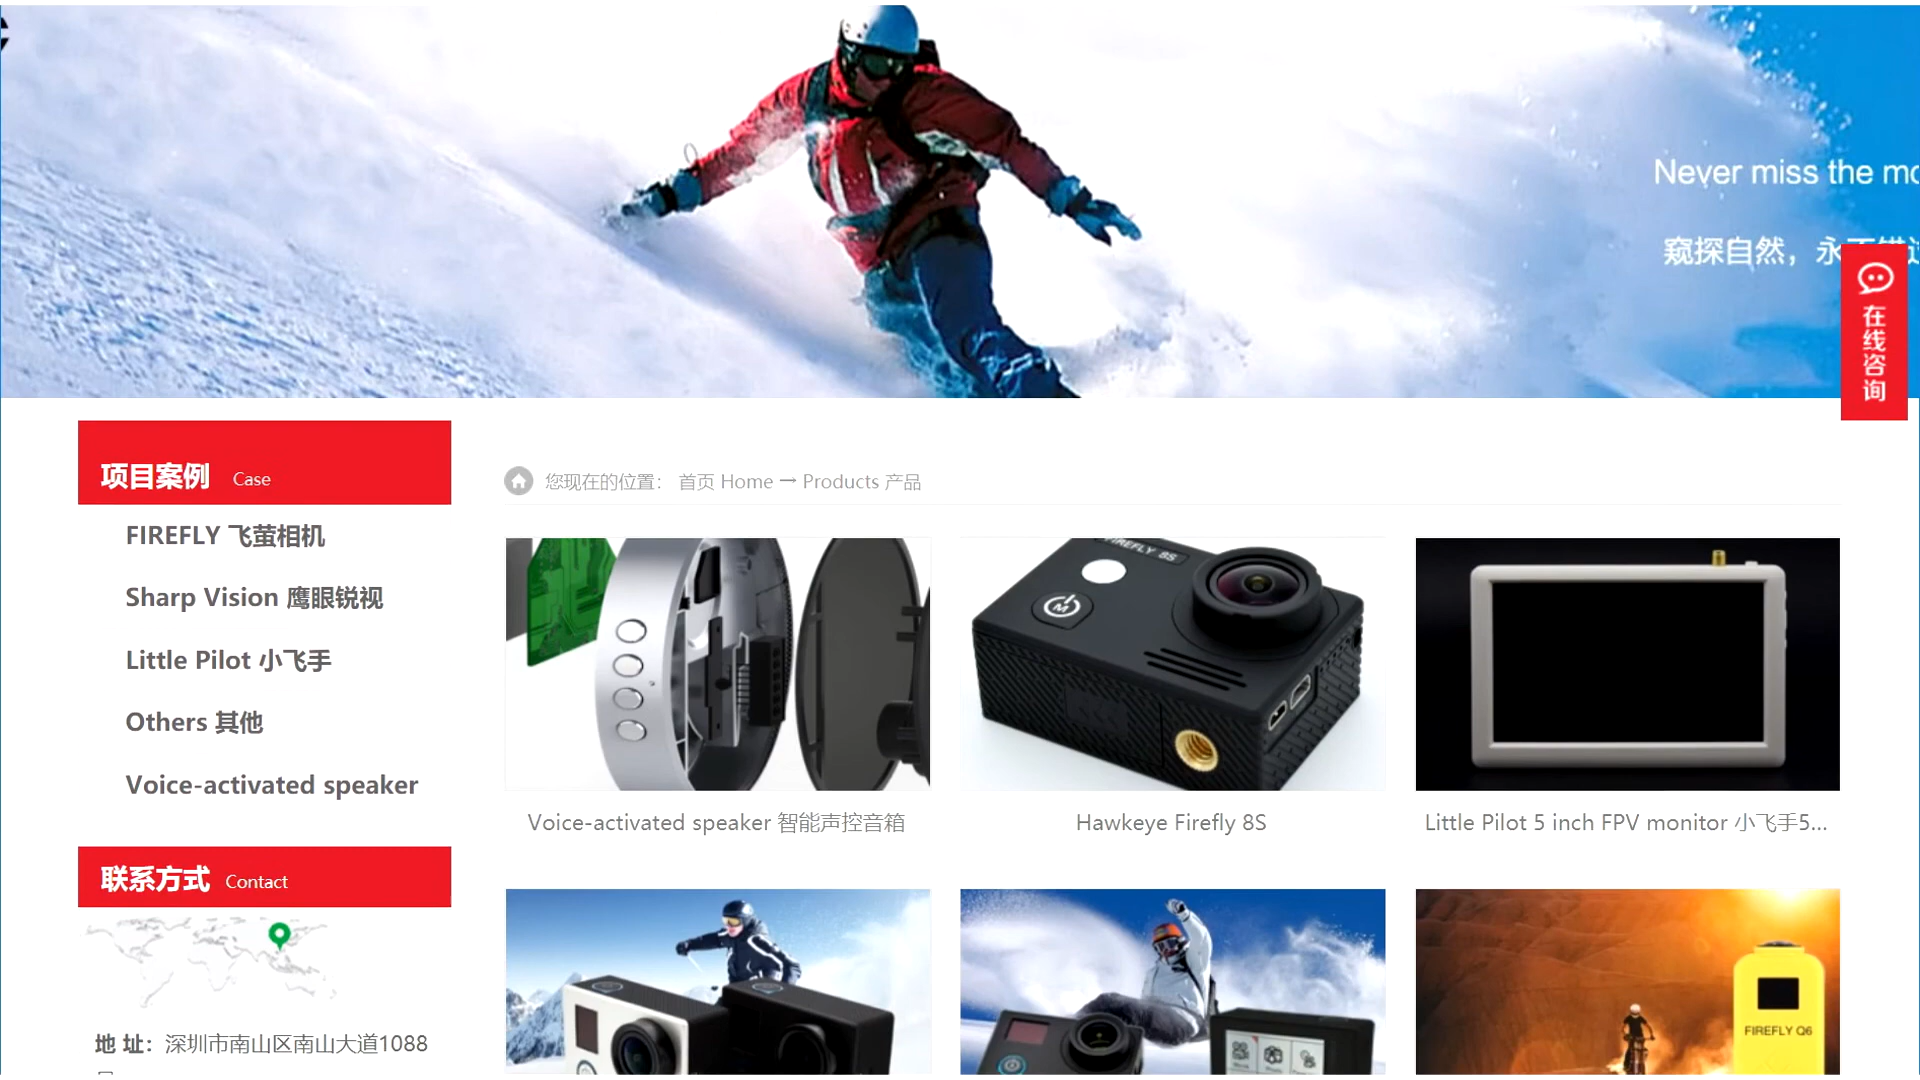 Never miss the mo
窥探自然，永不错过
在线咨询
项目案例 Case
FIREFLY 飞萤相机
Sharp Vision 鹰眼锐视
Little Pilot 小飞手
Others 其他
Voice-activated speaker
您现在的位置： 首页 Home → Products 产品
FIREFLY 8S
M
Voice-activated speaker 智能声控音箱
Hawkeye Firefly 8S
Little Pilot 5 inch FPV monitor 小飞手5...
联系方式 Contact
地 址： 深圳市南山区南山大道1088
FIREFLY Q6